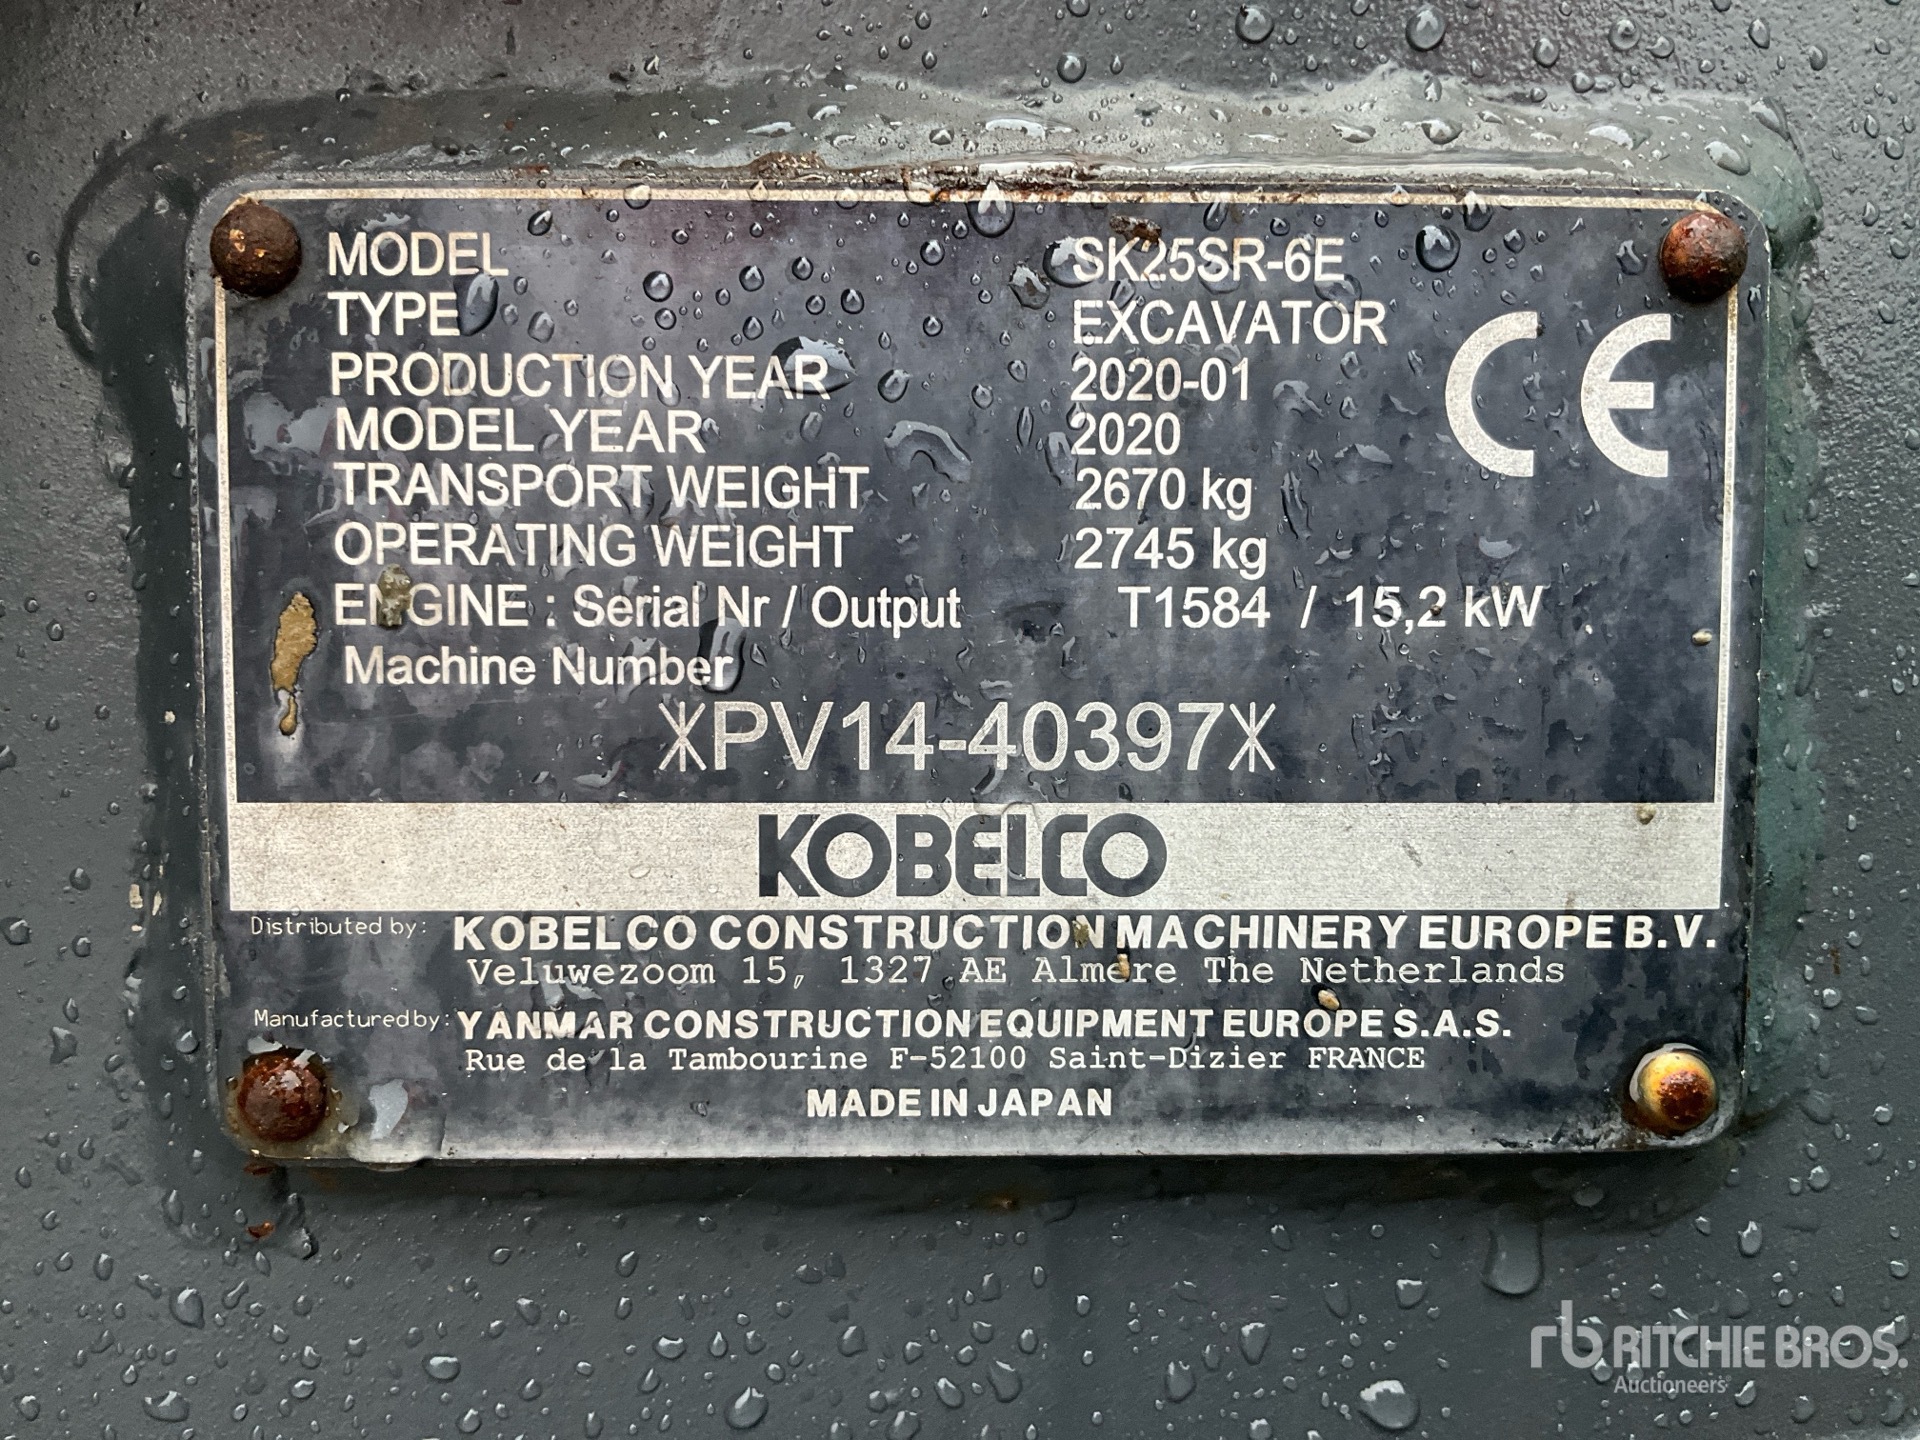 MODEL SK25SR-6E
TYPE EXCAVATOR
PRODUCTION YEAR 2020-01
MODEL YEAR 2020
TRANSPORT WEIGHT 2670 kg
OPERATING WEIGHT 2745 kg
ENGINE : Serial Nr / Output T1584 / 15,2 kW
Machine Number
PV14-40397
CE
KOBELCO
Distributed by: KOBELCO CONSTRUCTION MACHINERY EUROPE B.V.
Veluwezoom 15, 1327 AE Almere The Netherlands
Manufactured by: YANMAR CONSTRUCTION EQUIPMENT EUROPE S.A.S.
Rue de la Tambourine F-52100 Saint-Dizier FRANCE
MADE IN JAPAN
rb RITCHIE BROS.
Auctioneers